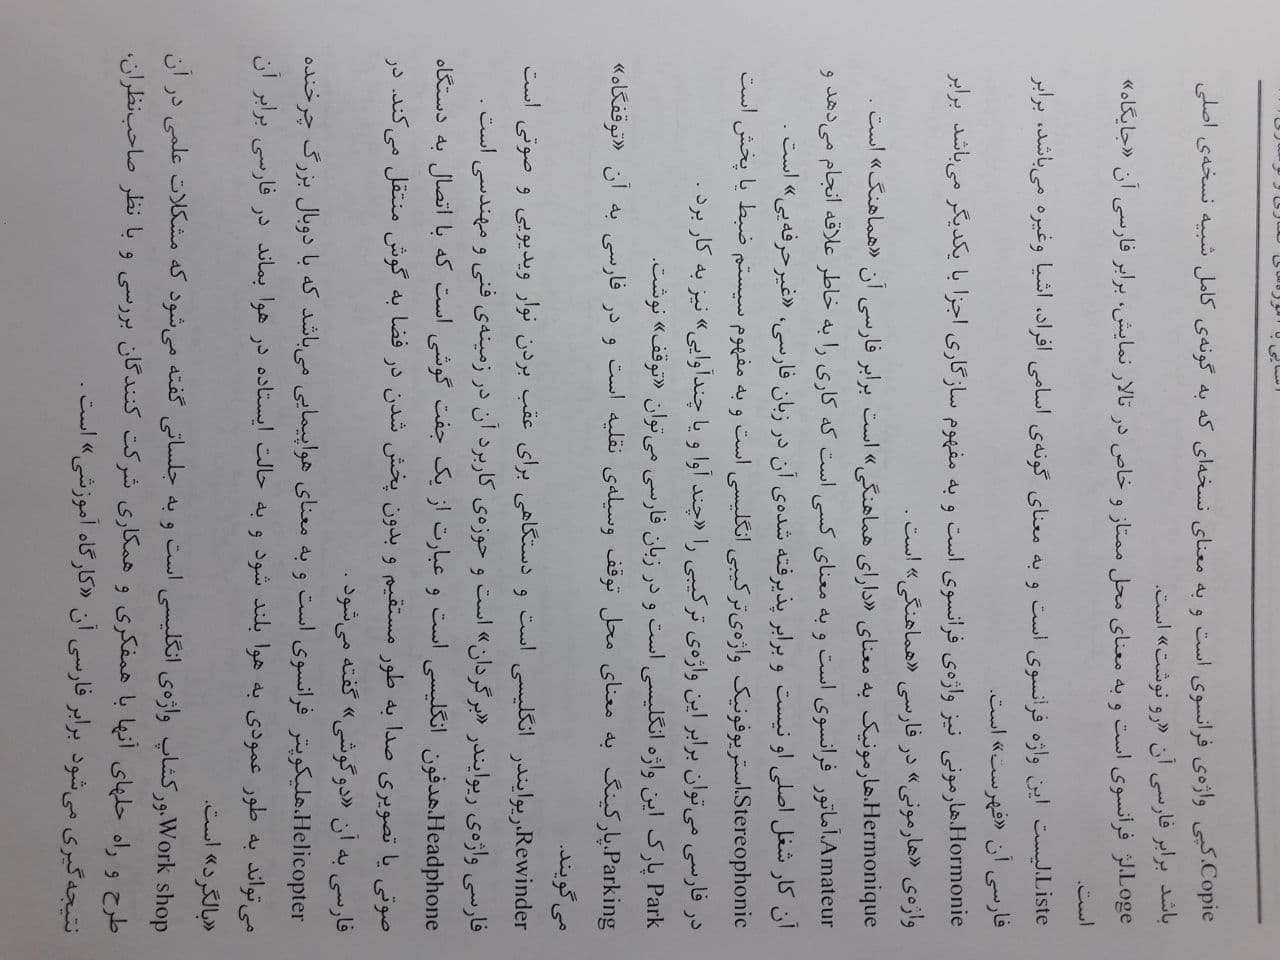 Copie،کپی واژه‌ی فرانسوی است و به معنای نسخه‌ای که به گونه‌ی کامل شبیه نسخه‌ی اصلی
باشد برابر فارسی آن «رو نوشت» است.
Loge،لژ فرانسوی است و به معنای محل ممتاز و خاص در تالار نمایش، برابر فارسی آن «جایگاه»
است.
Liste،لیست این واژه فرانسوی است و به معنای گونه‌ی اسامی افراد، اشیا وغیره می‌باشد، برابر
فارسی آن «فهرست» است.
Hormonie،هارمونی نیز واژه‌ی فرانسوی است و به مفهوم سازگاری اجزا با یکدیگر می‌باشد برابر
واژه‌ی «هارمونی» در فارسی «هماهنگی» است .
Hermonique،هارمونیک به معنای «دارای هماهنگی» است برابر فارسی آن «هماهنگ» است .
Amateur،آماتور فرانسوی است و به معنای کسی است که کاری را به خاطر علاقه انجام می‌دهد و
آن کار شغل اصلی او نیست و برابر پذیرفته شده‌ی آن در زبان فارسی، «غیرحرفه‌یی» است .
Stereophonic،استریوفونیک واژه‌ی‌ترکیبی انگلیسی است و به مفهوم سیستم ضبط یا پخش است
در فارسی می‌توان برابر این واژه‌ی ترکیبی را «چند آوا و یا چندآوایی» نیز به کار برد .
Park پارک این واژه انگلیسی است و در زبان فارسی می‌توان «توقف» نوشت.
Parking،پارکینگ به معنای محل توقف وسیله‌ی نقلیه است و در فارسی به آن «توقفگاه»
می‌گویند.
Rewinder،ریوایندر انگلیسی است و دستگاهی برای عقب بردن نوار ویدیویی و صوتی است
فارسی واژه‌ی ریوایندر «برگردان» است و حوزه‌ی کاربرد آن در زمینه‌ی فنی و مهندسی است .
Headphone،هدفون انگلیسی است و عبارت از یک جفت گوشی است که با اتصال به دستگاه
صوتی یا تصویری صدا به طور مستقیم و بدون پخش شدن در فضا به گوش منتقل می‌کند. در
فارسی به آن «دوگوشی» گفته می‌شود .
Helicopter،هلیکوپتر فرانسوی است و به معنای هواپیمایی می‌باشد که با دوبال بزرگ چرخنده
می‌تواند به طور عمودی به هوا بلند شود و به حالت ایستاده در هوا بماند در فارسی برابر آن
«بالگرد» است.
Work shop،ورکشاپ واژه‌ی انگلیسی است و به جلساتی گفته می‌شود که مشکلات علمی در آن
طرح و راه حلهای آنها با همفکری و همکاری شرکت کنندگان بررسی و با نظر صاحب‌نظران،
نتیجه‌گیری می‌شود برابر فارسی آن «کارگاه آموزشی» است .